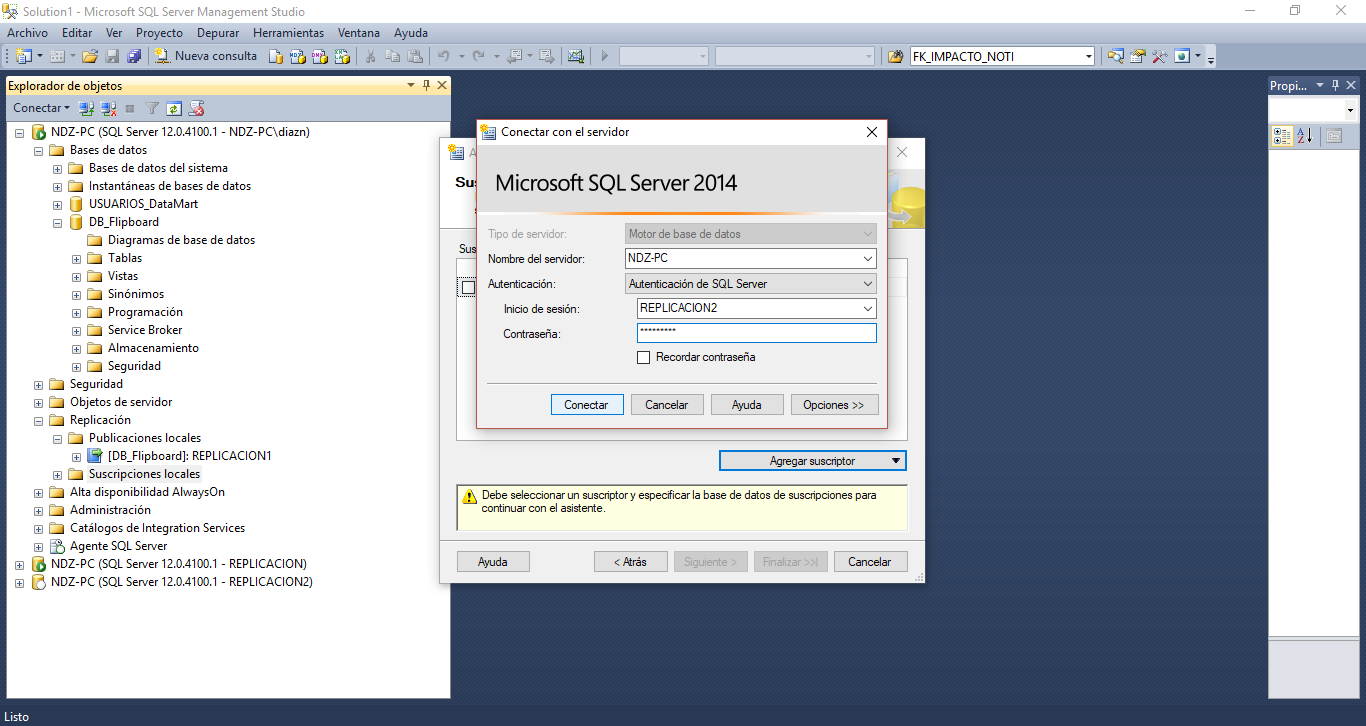 Solution1 - Microsoft SQL Server Management Studio
Archivo Editar Ver Proyecto Depurar Herramientas Ventana Ayuda
Nueva consulta
FK_IMPACTO_NOTI
Explorador de objetos
Conectar
NDZ-PC (SQL Server 12.0.4100.1 - NDZ-PC\diazn)
Bases de datos
Bases de datos del sistema
Instantáneas de bases de datos
USUARIOS_DataMart
DB_Flipboard
Diagramas de base de datos
Tablas
Vistas
Sinónimos
Programación
Service Broker
Almacenamiento
Seguridad
Seguridad
Objetos de servidor
Replicación
Publicaciones locales
[DB_Flipboard]: REPLICACION1
Suscripciones locales
Alta disponibilidad AlwaysOn
Administración
Catálogos de Integration Services
Agente SQL Server
NDZ-PC (SQL Server 12.0.4100.1 - REPLICACION)
NDZ-PC (SQL Server 12.0.4100.1 - REPLICACION2)
Conectar con el servidor
Microsoft SQL Server 2014
Tipo de servidor: Motor de base de datos
Nombre del servidor: NDZ-PC
Autenticación: Autenticación de SQL Server
Inicio de sesión: REPLICACION2
Contraseña: *********
Recordar contraseña
Conectar Cancelar Ayuda Opciones >>
Agregar suscriptor
Debe seleccionar un suscriptor y especificar la base de datos de suscripciones para
continuar con el asistente.
Ayuda < Atrás Siguiente > Finalizar >>| Cancelar
Propi...
Listo